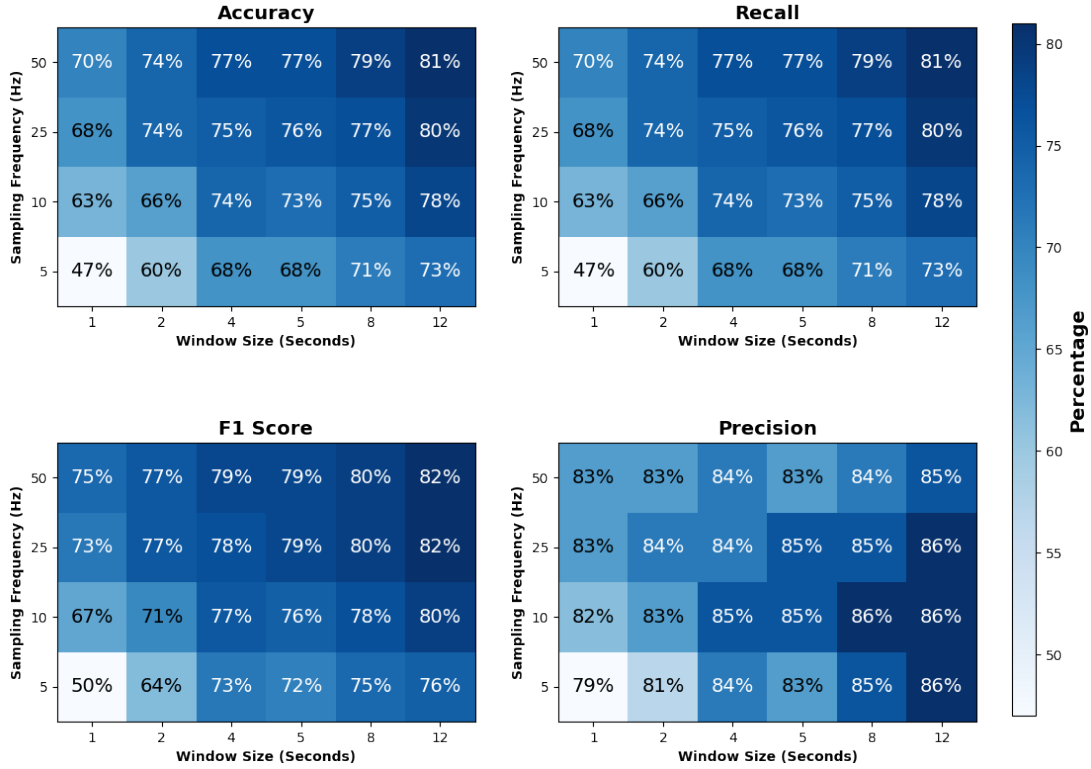 Accuracy
Sampling Frequency (Hz)
50 70% 74% 77% 77% 79% 81%
25 68% 74% 75% 76% 77% 80%
10 63% 66% 74% 73% 75% 78%
5 47% 60% 68% 68% 71% 73%
1 2 4 5 8 12
Window Size (Seconds)
Recall
Sampling Frequency (Hz)
50 70% 74% 77% 77% 79% 81%
25 68% 74% 75% 76% 77% 80%
10 63% 66% 74% 73% 75% 78%
5 47% 60% 68% 68% 71% 73%
1 2 4 5 8 12
Window Size (Seconds)
F1 Score
Sampling Frequency (Hz)
50 75% 77% 79% 79% 80% 82%
25 73% 77% 78% 79% 80% 82%
10 67% 71% 77% 76% 78% 80%
5 50% 64% 73% 72% 75% 76%
1 2 4 5 8 12
Window Size (Seconds)
Precision
Sampling Frequency (Hz)
50 83% 83% 84% 83% 84% 85%
25 83% 84% 84% 85% 85% 86%
10 82% 83% 85% 85% 86% 86%
5 79% 81% 84% 83% 85% 86%
1 2 4 5 8 12
Window Size (Seconds)
80
75
70
65
60
55
50
Percentage